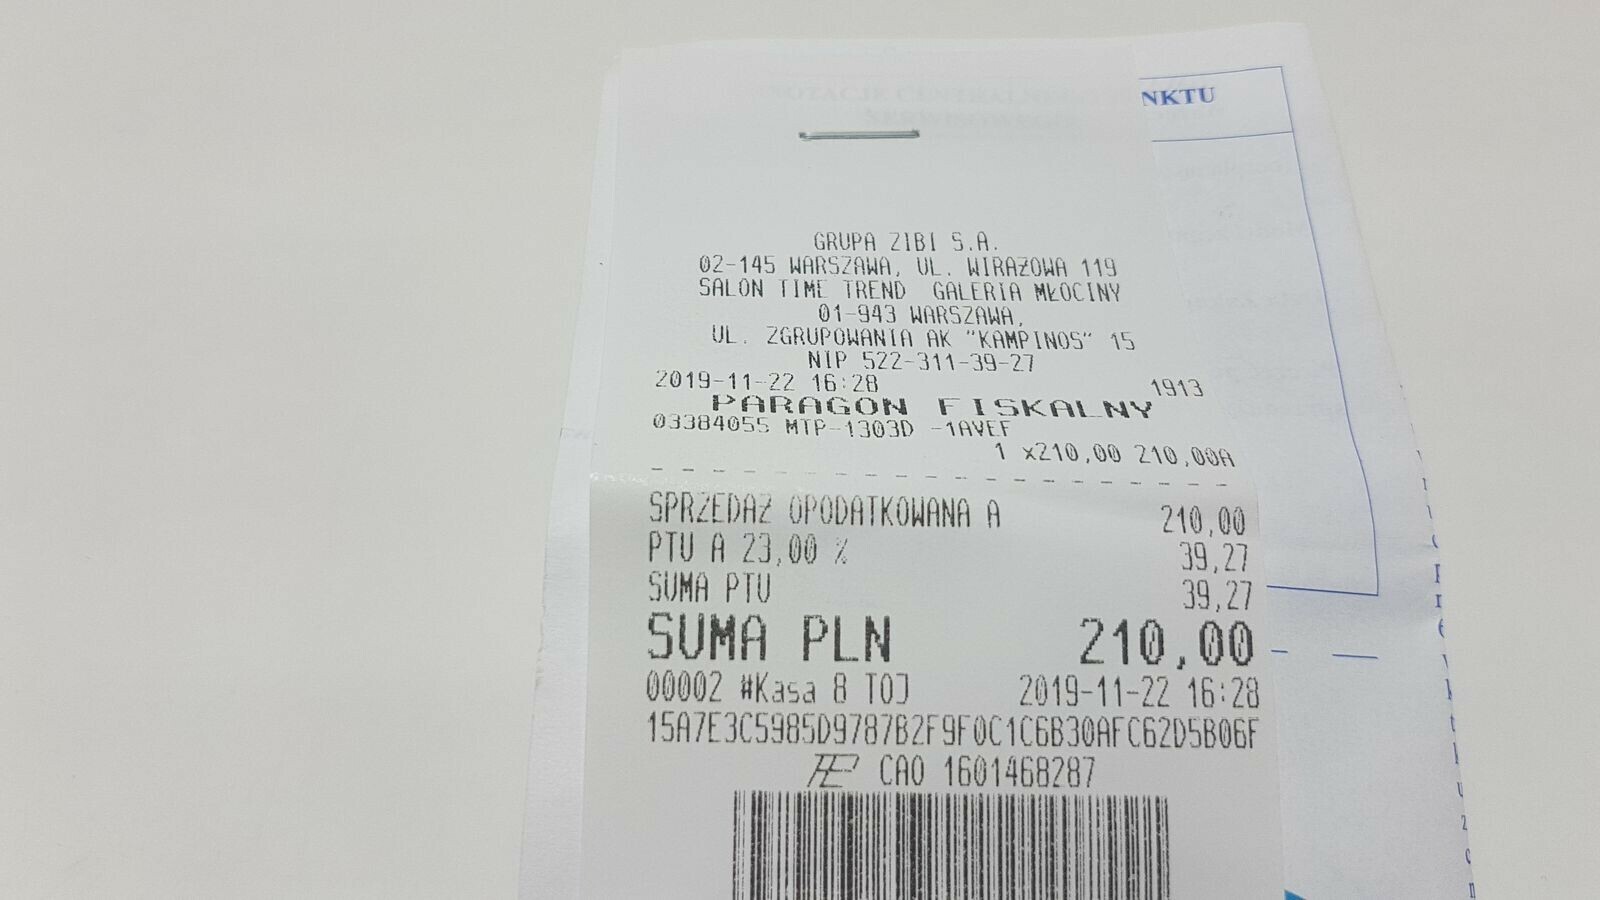 NKTU
GRUPA ZIBI S.A.
02-145 WARSZAWA, UL. WIRAŻOWA 119
SALON TIME TREND GALERIA MŁOCINY
01-943 WARSZAWA,
UL. ZGRUPOWANIA AK "KAMPINOS" 15
NIP 522-311-39-27
2019-11-22 16:28 1913
PARAGON FISKALNY
03384055 MTP-1303D -1AVEF
1 x210,00 210,00A
SPRZEDAŻ OPODATKOWANA A 210,00
PTU A 23,00 % 39,27
SUMA PTU 39,27
SUMA PLN 210,00
00002 #Kasa 8 TOJ 2019-11-22 16:28
15A7E3C5985D9787B2F9F0C1C6B30AFC62D5B06F
CAO 1601468287